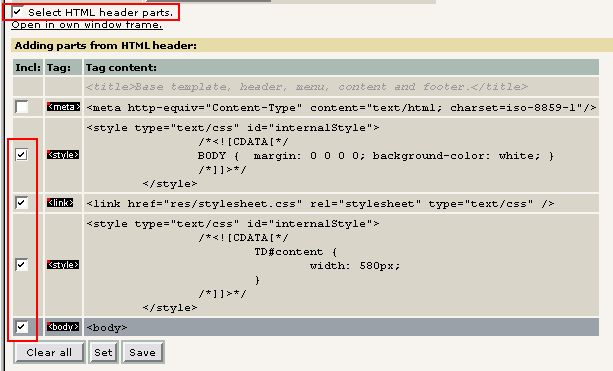 Select HTML header parts.
Open in own window frame.
Adding parts from HTML header:
Incl: Tag: Tag content:
<title>Base template, header, menu, content and footer.</title>
<meta> <meta http-equiv="Content-Type" content="text/html; charset=iso-8859-1"/>
<style type="text/css" id="internalStyle">
/*<![CDATA[*/
<style> BODY { margin: 0 0 0 0; background-color: white; }
/*]]>*/
</style>
<link> <link href="res/stylesheet.css" rel="stylesheet" type="text/css" />
<style type="text/css" id="internalStyle">
/*<![CDATA[*/
TD#content {
<style> width: 580px;
}
/*]]>*/
</style>
<body> <body>
Clear all Set Save